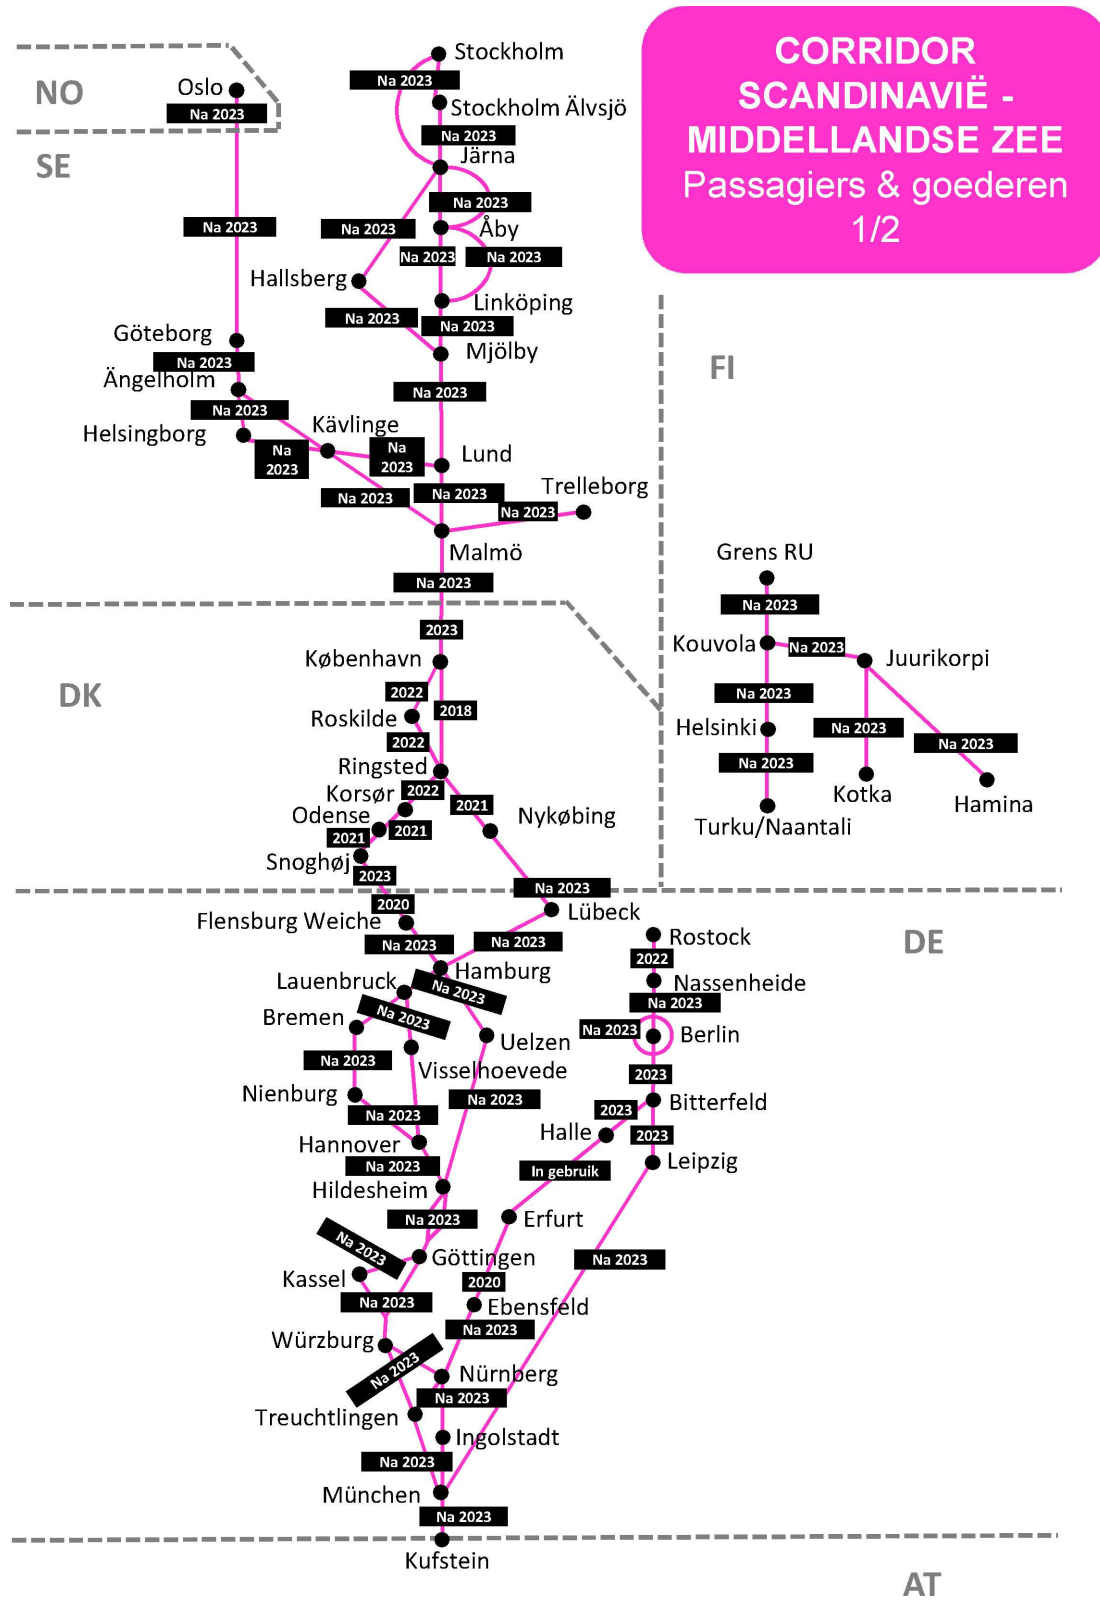 CORRIDOR
SCANDINAVIË -
MIDDELLANDSE ZEE
Passagiers & goederen
1/2
NO
Oslo
Na 2023
SE
Stockholm
Na 2023
Stockholm Älvsjö
Na 2023
Järna
Na 2023
Na 2023
Na 2023
Åby
Na 2023
Na 2023
Hallsberg
Linköping
Na 2023
Na 2023
Göteborg
Mjölby
Na 2023
Ängelholm
Na 2023
Na 2023
Helsingborg
Kävlinge
Na
2023
Na
2023
Lund
Na 2023
Na 2023
Trelleborg
Na 2023
Malmö
Na 2023
FI
Grens RU
Na 2023
Kouvola
Na 2023
Juurikorpi
Na 2023
Helsinki
Na 2023
Na 2023
Na 2023
Kotka
Hamina
Turku/Naantali
DK
2023
København
2022
2018
Roskilde
2022
Ringsted
2022
Korsør
2021
Odense
2021
2021
Nykøbing
Snoghøj
2023
Na 2023
2020
Lübeck
Flensburg Weiche
Na 2023
Na 2023
DE
Rostock
2022
Hamburg
Nassenheide
Lauenbruck
Na 2023
Na 2023
Na 2023
Bremen
Na 2023
Berlin
Uelzen
Na 2023
Visselhoevede
2023
Nienburg
Na 2023
Bitterfeld
Na 2023
2023
Halle
2023
Hannover
Na 2023
In gebruik
Leipzig
Hildesheim
Na 2023
Erfurt
Na 2023
Göttingen
Na 2023
Kassel
2020
Na 2023
Ebensfeld
Na 2023
Würzburg
Na 2023
Nürnberg
Na 2023
Treuchtlingen
Ingolstadt
Na 2023
München
Na 2023
Kufstein
AT